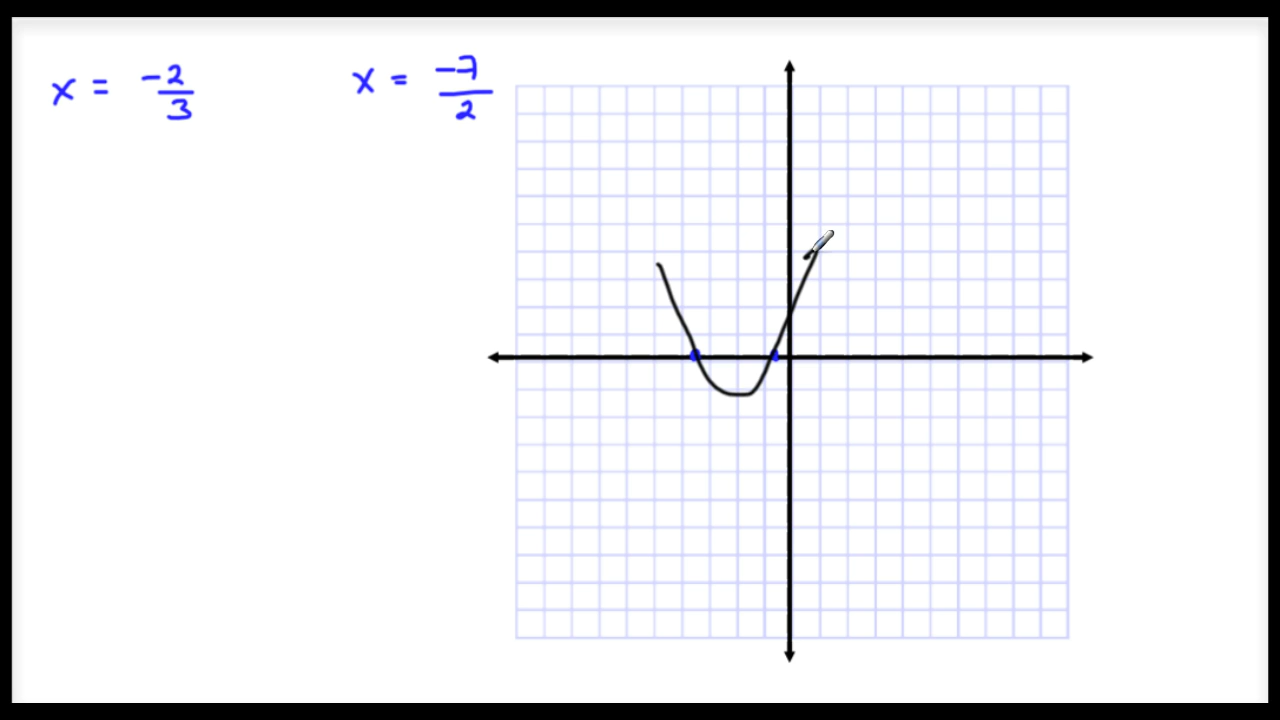 x = -2/3
x = -7/2